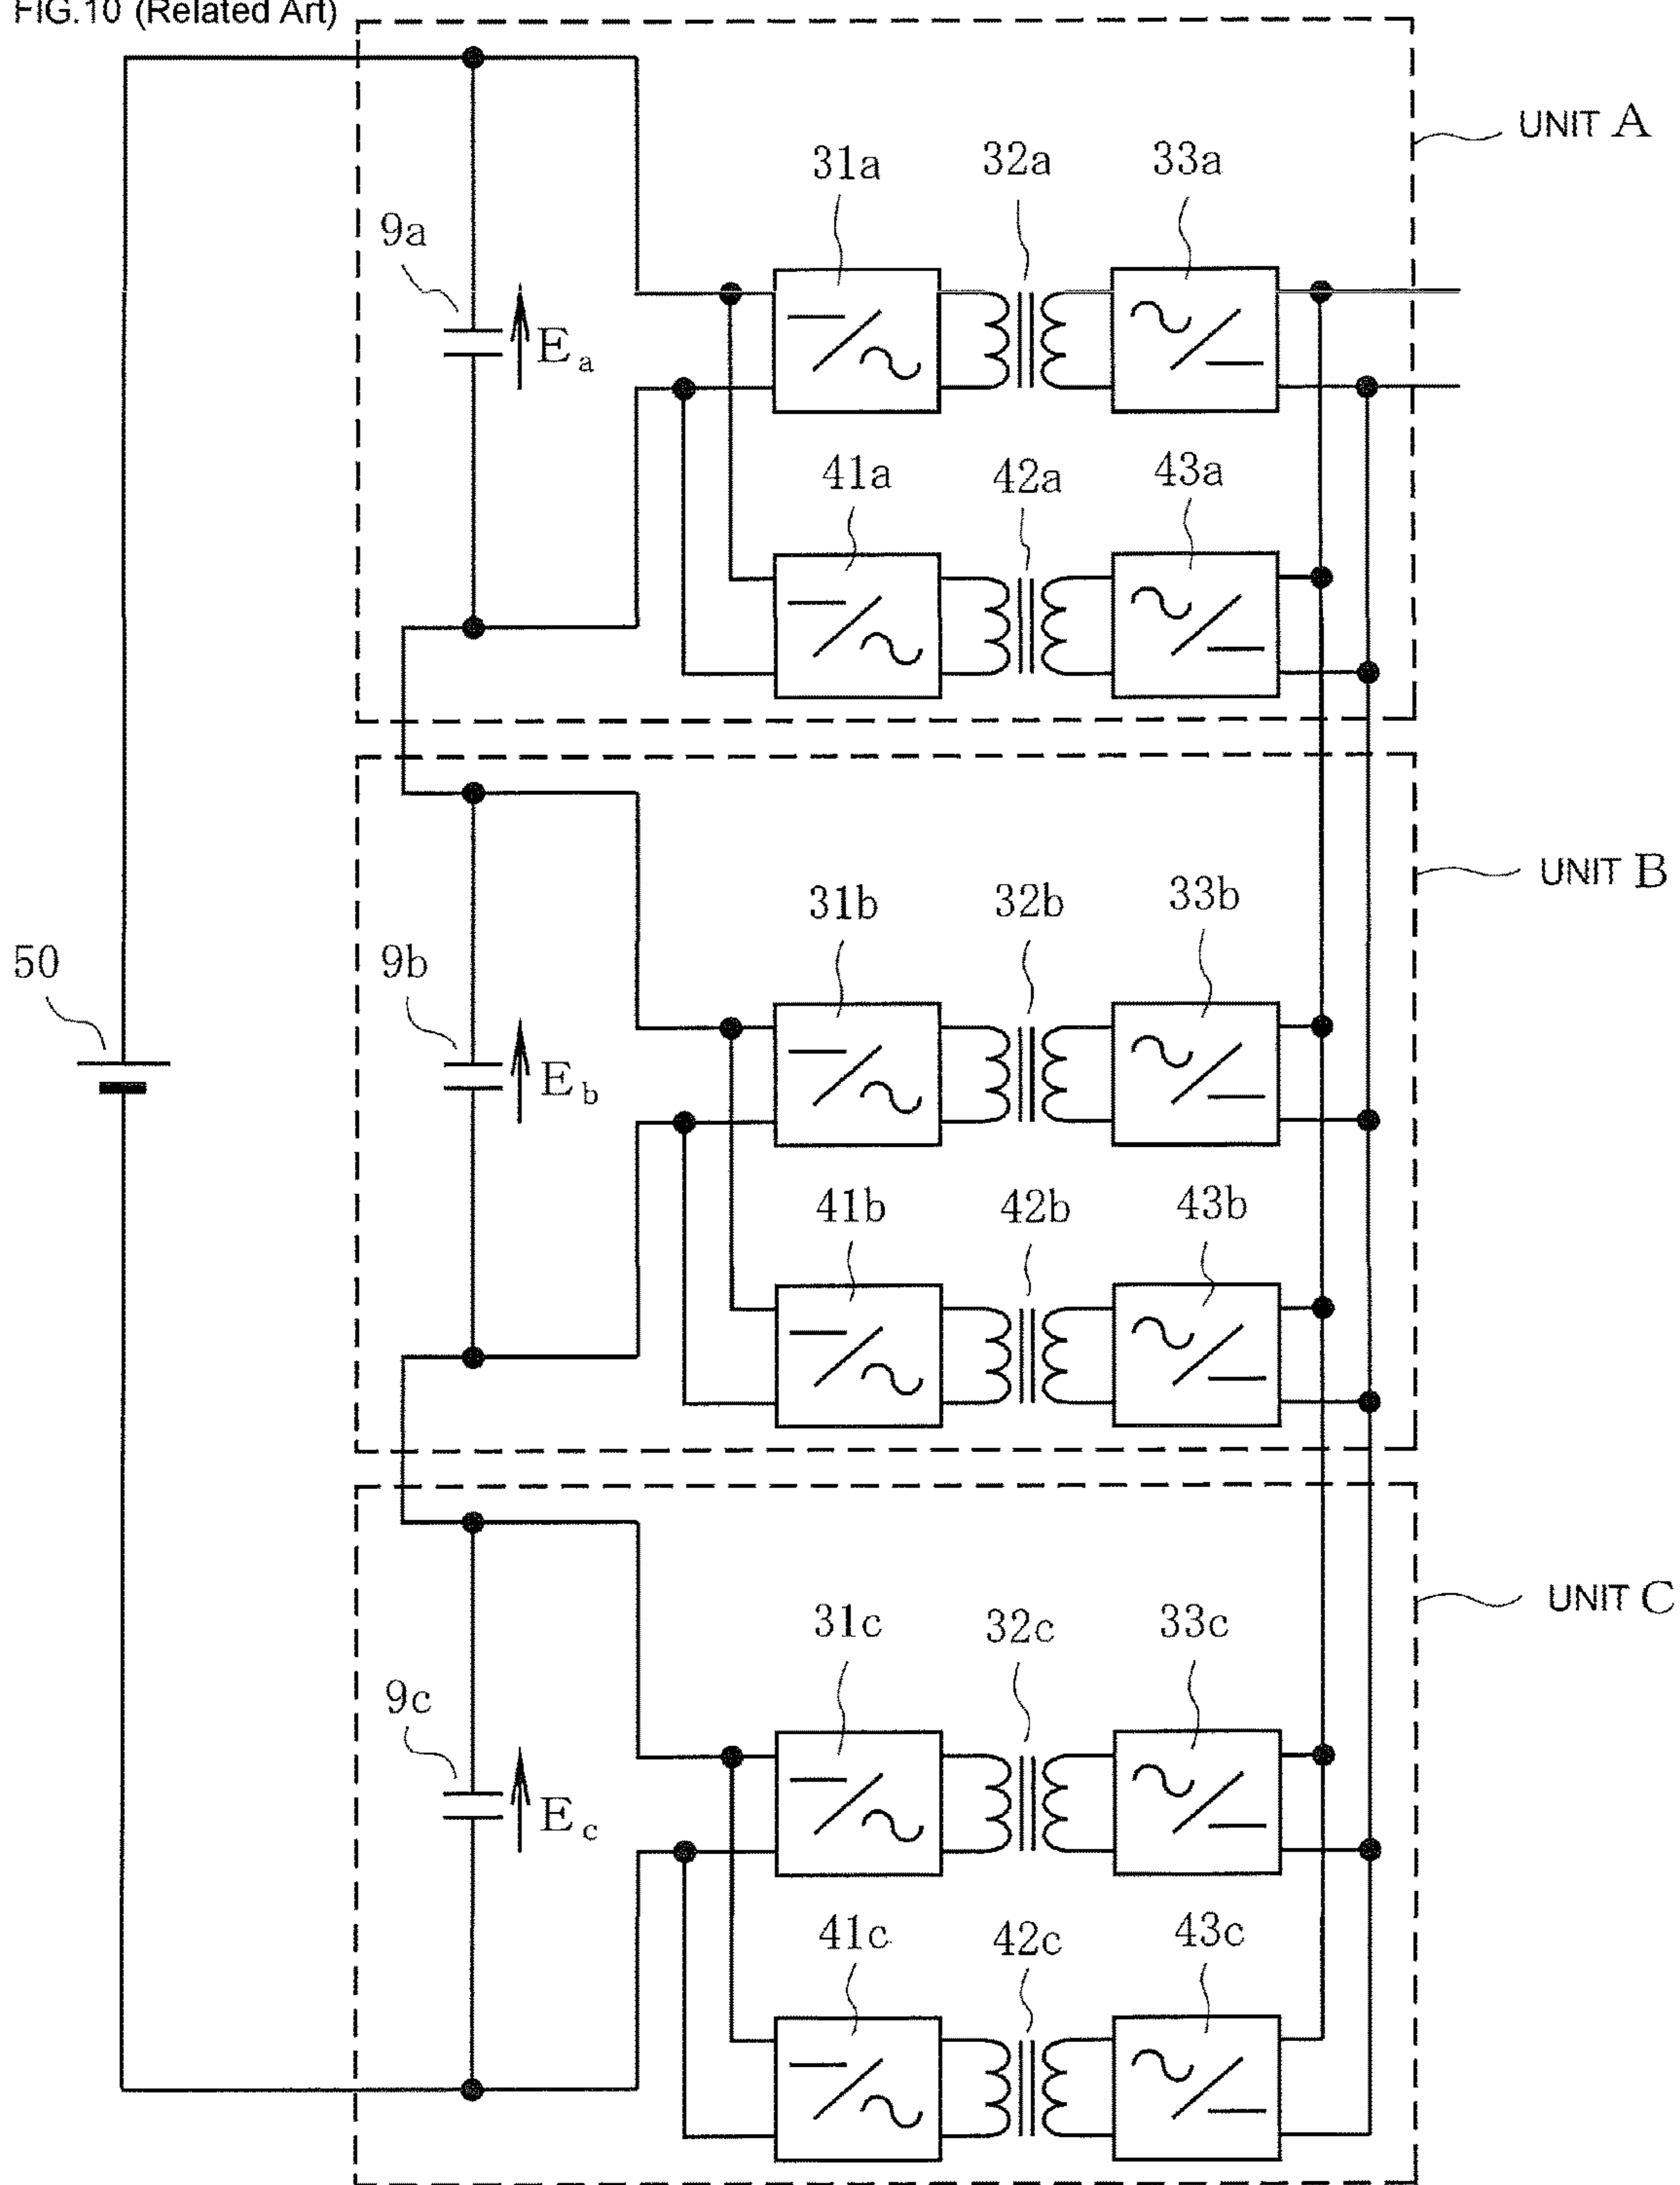 FIG.10 (Related Art)
UNIT A
31a 32a 33a
9a
Ea
41a 42a 43a
UNIT B
31b 32b 33b
50
9b
Eb
41b 42b 43b
UNIT C
31c 32c 33c
9c
Ec
41c 42c 43c